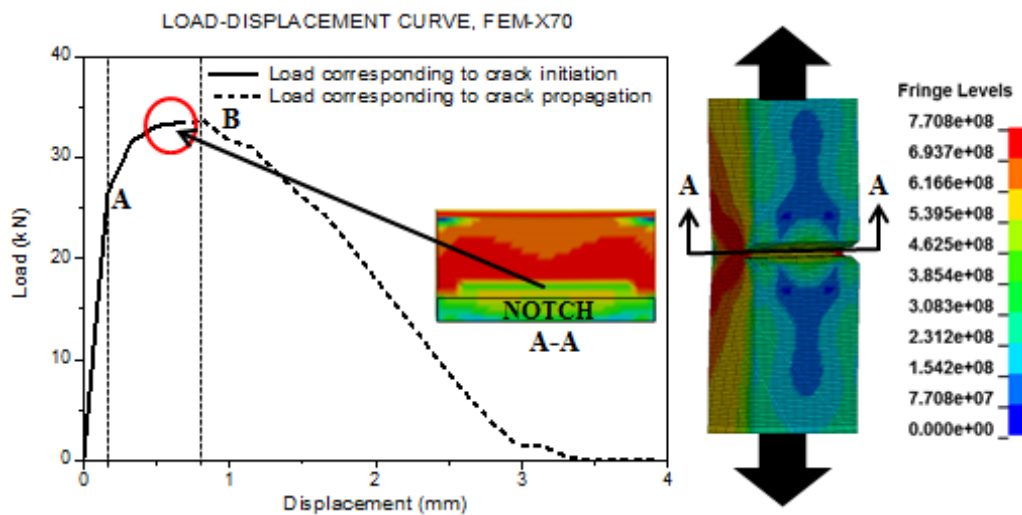 LOAD-DISPLACEMENT CURVE, FEM-X70
Load corresponding to crack initiation
Load corresponding to crack propagation
40
30
20
10
0
Load (kN)
0
1
2
3
4
Displacement (mm)
A
B
NOTCH
A-A
A
A
Fringe Levels
7.708e+08
6.937e+08
6.166e+08
5.395e+08
4.625e+08
3.854e+08
3.083e+08
2.312e+08
1.542e+08
7.708e+07
0.000e+00